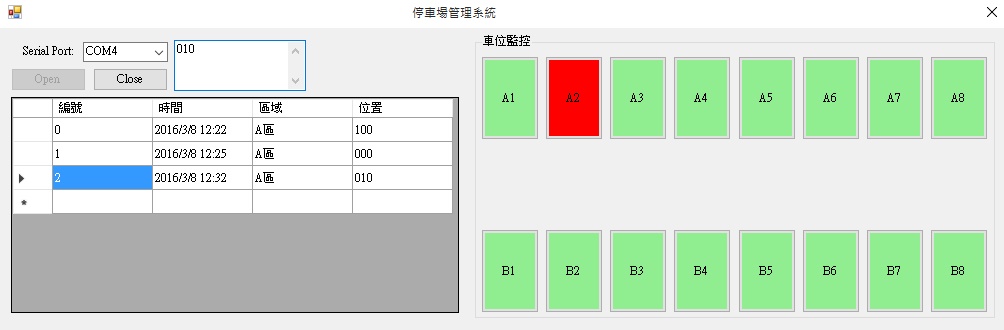 停車場管理系統
Serial Port: COM4
010
Open Close
編號 時間 區域 位置
0 2016/3/8 12:22 A區 100
1 2016/3/8 12:25 A區 000
2 2016/3/8 12:32 A區 010
車位監控
A1 A2 A3 A4 A5 A6 A7 A8
B1 B2 B3 B4 B5 B6 B7 B8